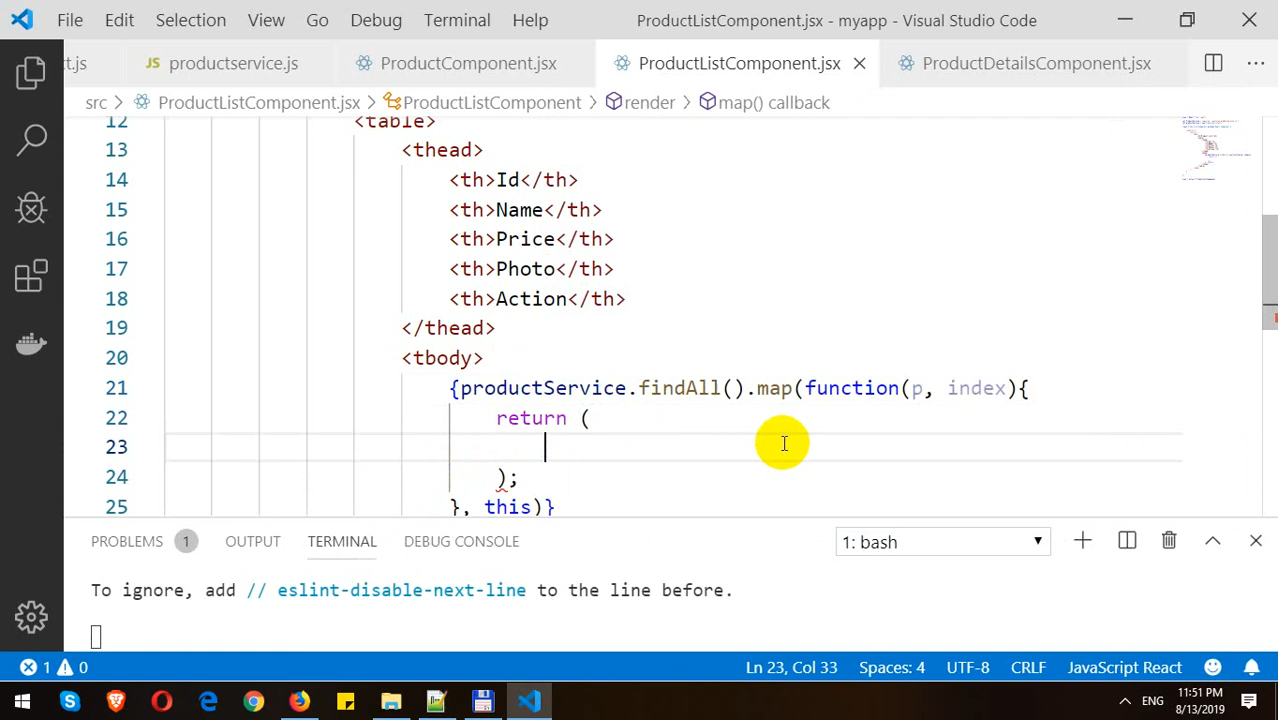 File Edit Selection View Go Debug Terminal Help ProductListComponent.jsx - myapp - Visual Studio Code
t.js JS productservice.js ProductComponent.jsx ProductListComponent.jsx ProductDetailsComponent.jsx
src > ProductListComponent.jsx > ProductListComponent > render > map() callback
12 <table>
13 <thead>
14 <th>Id</th>
15 <th>Name</th>
16 <th>Price</th>
17 <th>Photo</th>
18 <th>Action</th>
19 </thead>
20 <tbody>
21 {productService.findAll().map(function(p, index){
22 return (
23
24 );
25 }, this)}
PROBLEMS 1 OUTPUT TERMINAL DEBUG CONSOLE 1: bash
To ignore, add // eslint-disable-next-line to the line before.
1 0 Ln 23, Col 33 Spaces: 4 UTF-8 CRLF JavaScript React
ENG 11:51 PM
8/13/2019